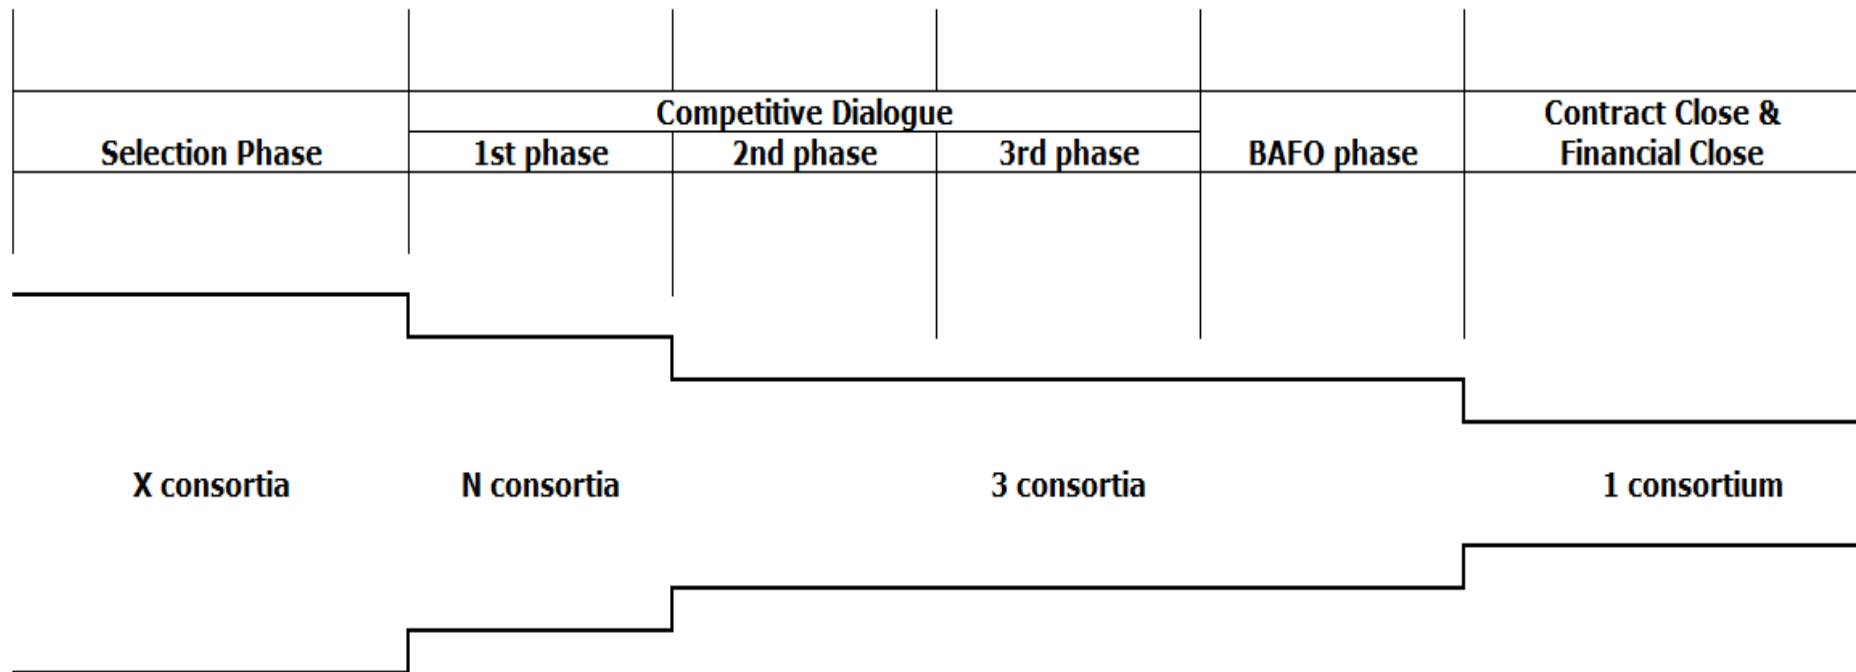 Competitive Dialogue
Selection Phase
1st phase
2nd phase
3rd phase
BAFO phase
Contract Close &
Financial Close
X consortia
N consortia
3 consortia
1 consortium